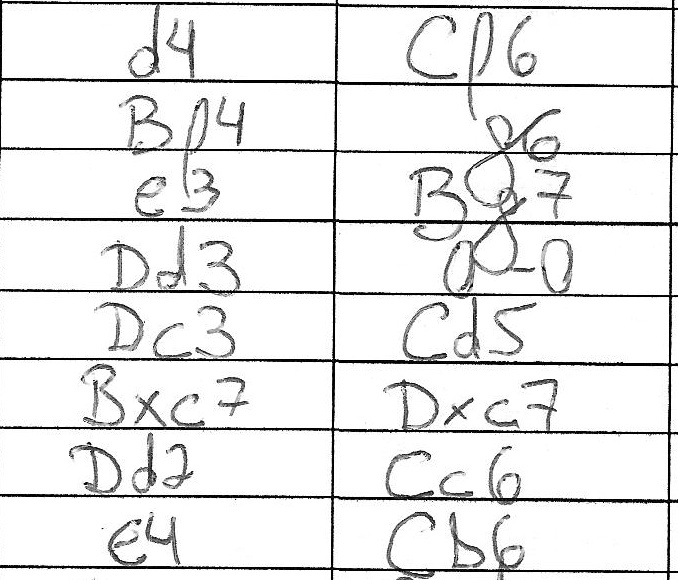 d4 Cf6
Bf4 g6
e3 Bg7
Dd3 0-0
Dc3 Cd5
Bxc7 Dxc7
Dd2 Cc6
e4 Cb6